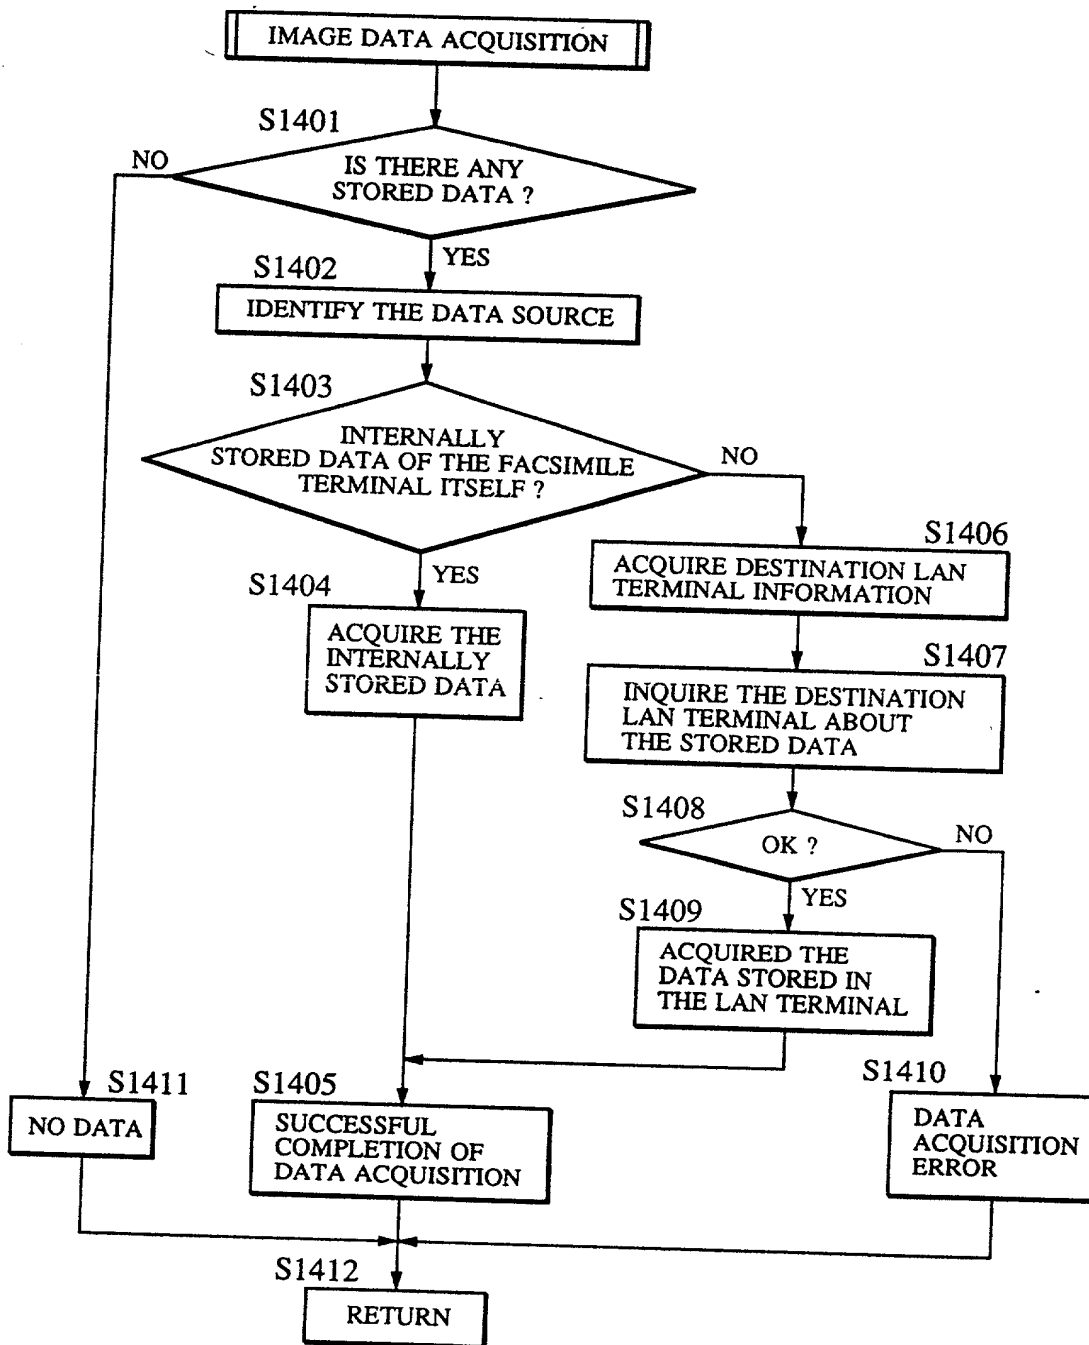 IMAGE DATA ACQUISITION
S1401
NO
IS THERE ANY
STORED DATA ?
YES
S1402
IDENTIFY THE DATA SOURCE
S1403
INTERNALLY
STORED DATA OF THE FACSIMILE
TERMINAL ITSELF ?
NO
YES
S1404
ACQUIRE THE
INTERNALLY
STORED DATA
S1406
ACQUIRE DESTINATION LAN
TERMINAL INFORMATION
S1407
INQUIRE THE DESTINATION
LAN TERMINAL ABOUT
THE STORED DATA
S1408
OK ?
NO
YES
S1409
ACQUIRED THE
DATA STORED IN
THE LAN TERMINAL
S1411
NO DATA
S1405
SUCCESSFUL
COMPLETION OF
DATA ACQUISITION
S1410
DATA
ACQUISITION
ERROR
S1412
RETURN